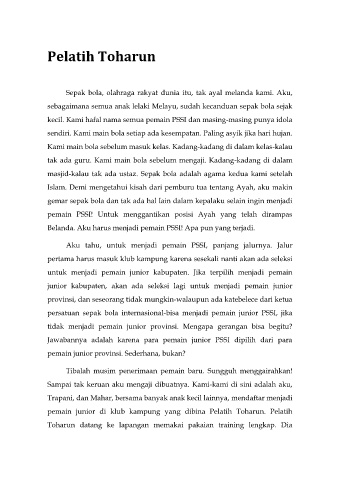 Pelatih Toharun
Sepak bola, olahraga rakyat dunia itu, tak ayal melanda kami. Aku,
sebagaimana semua anak lelaki Melayu, sudah kecanduan sepak bola sejak
kecil. Kami hafal nama semua pemain PSSI dan masing-masing punya idola
sendiri. Kami main bola setiap ada kesempatan. Paling asyik jika hari hujan.
Kami main bola sebelum masuk kelas. Kadang-kadang di dalam kelas-kalau
tak ada guru. Kami main bola sebelum mengaji. Kadang-kadang di dalam
masjid-kalau tak ada ustaz. Sepak bola adalah agama kedua kami setelah
Islam. Demi mengetahui kisah dari pemburu tua tentang Ayah, aku makin
gemar sepak bola dan tak ada hal lain dalam kepalaku selain ingin menjadi
pemain PSSI! Untuk menggantikan posisi Ayah yang telah dirampas
Belanda. Aku harus menjadi pemain PSSI! Apa pun yang terjadi.
Aku tahu, untuk menjadi pemain PSSI, panjang jalurnya. Jalur
pertama harus masuk klub kampung karena sesekali nanti akan ada seleksi
untuk menjadi pemain junior kabupaten. Jika terpilih menjadi pemain
junior kabupaten, akan ada seleksi lagi untuk menjadi pemain junior
provinsi, dan seseorang tidak mungkin-walaupun ada katebelece dari ketua
persatuan sepak bola internasional-bisa menjadi pemain junior PSSI, jika
tidak menjadi pemain junior provinsi. Mengapa gerangan bisa begitu?
Jawabannya adalah karena para pemain junior PSSI dipilih dari para
pemain junior provinsi. Sederhana, bukan?
Tibalah musim penerimaan pemain baru. Sungguh menggairahkan!
Sampai tak keruan aku mengaji dibuatnya. Kami-kami di sini adalah aku,
Trapani, dan Mahar, bersama banyak anak kecil lainnya, mendaftar menjadi
pemain junior di klub kampung yang dibina Pelatih Toharun. Pelatih
Toharun datang ke lapangan memakai pakaian training lengkap. Dia